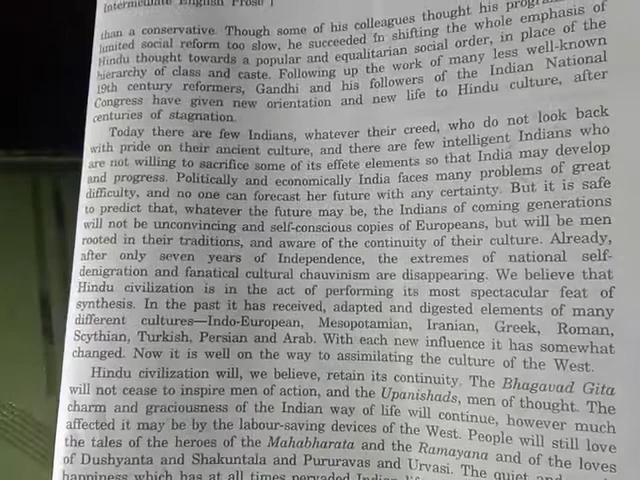 Intermediate English Prose I
than a conservative. Though some of his colleagues thought his
limited social reform too slow, he succeeded in shifting the whole emphasis of
Hindu thought towards a popular and equalitarian social order, in place of the
hierarchy of class and caste. Following up the work of many less well-known
19th century reformers, Gandhi and his followers of the Indian National
Congress have given new orientation and new life to Hindu culture, after
centuries of stagnation.
Today there are few Indians, whatever their creed, who do not look back
with pride on their ancient culture, and there are few intelligent Indians who
are not willing to sacrifice some of its effete elements so that India may develop
and progress. Politically and economically India faces many problems of great
difficulty, and no one can forecast her future with any certainty. But it is safe
to predict that, whatever the future may be, the Indians of coming generations
will not be unconvincing and self-conscious copies of Europeans, but will be men
rooted in their traditions, and aware of the continuity of their culture. Already,
after only seven years of Independence, the extremes of national self-
denigration and fanatical cultural chauvinism are disappearing. We believe that
Hindu civilization is in the act of performing its most spectacular feat of
synthesis. In the past it has received, adapted and digested elements of many
different cultures—Indo-European, Mesopotamian, Iranian, Greek, Roman,
Scythian, Turkish, Persian and Arab. With each new influence it has somewhat
changed. Now it is well on the way to assimilating the culture of the West.
Hindu civilization will, we believe, retain its continuity. The Bhagavad Gita
will not cease to inspire men of action, and the Upanishads, men of thought. The
charm and graciousness of the Indian way of life will continue, however much
affected it may be by the labour-saving devices of the West. People will still love
the tales of the heroes of the Mahabharata and the Ramayana and of the loves
of Dushyanta and Shakuntala and Pururavas and Urvasi. The quiet and
happiness which has at all times pervaded Indian